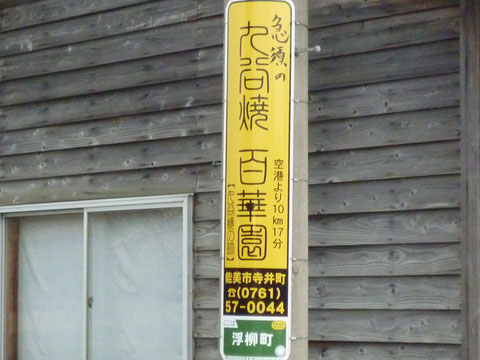 急須の
九谷焼 百華園
空港より10km17分
【九谷焼の館】
能美市寺井町
☎(0761)
57-0044
浮柳町